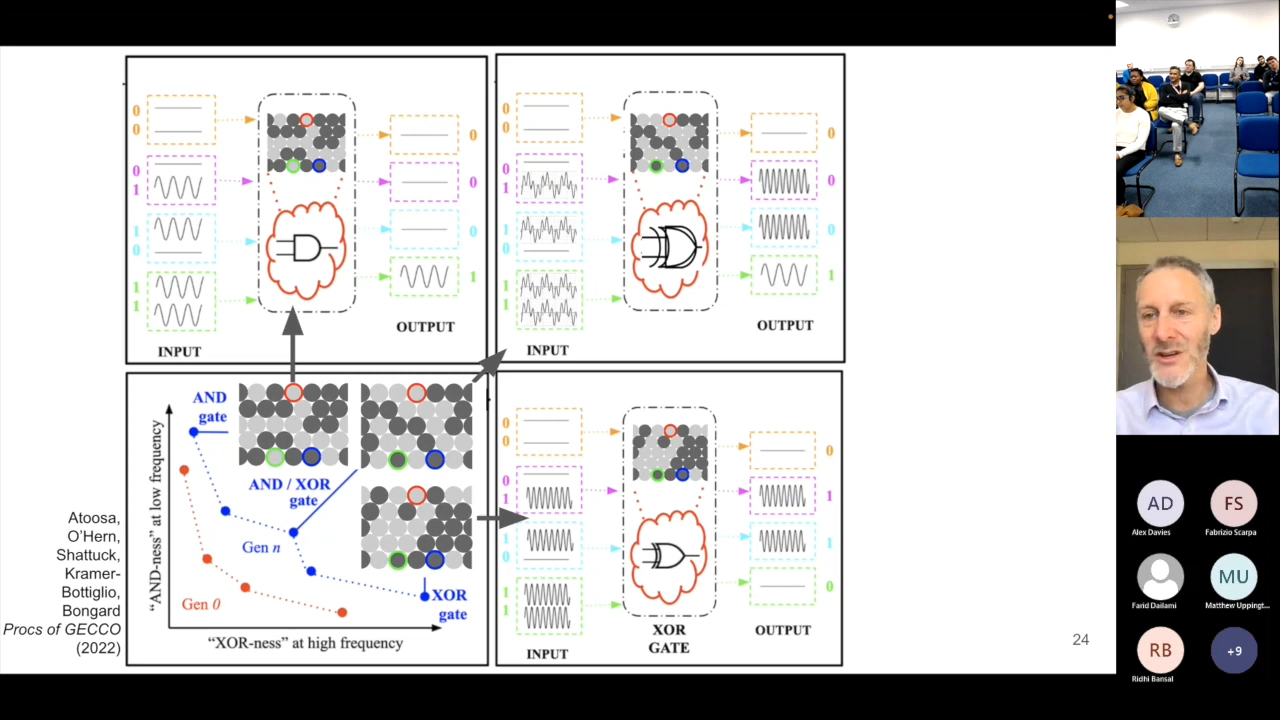 0
0
0
1
1
0
1
1
INPUT
0
0
0
1
OUTPUT
0
0
0
1
1
0
1
1
INPUT
0
0
0
1
OUTPUT
AND
gate
AND / XOR
gate
Gen n
Gen 0
XOR
gate
"AND-ness" at low frequency
"XOR-ness" at high frequency
0
0
0
1
1
0
1
1
INPUT
XOR
GATE
0
1
1
0
OUTPUT
Atoosa,
O'Hern,
Shattuck,
Kramer-
Bottiglio,
Bongard
Procs of GECCO
(2022)
24
AD
Alex Davies
FS
Fabrizio Scarpa
Farid Dailami
MU
Matthew Uppingt...
RB
Ridhi Bansal
+9